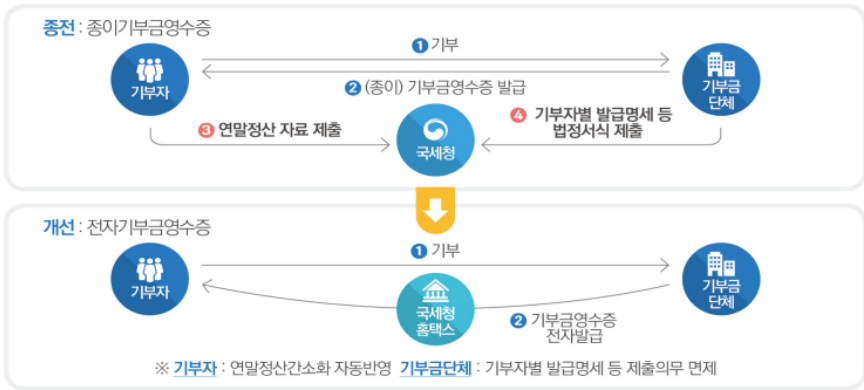 종전 : 종이기부금영수증
❶ 기부
기부자
기부금
단체
❷ (종이) 기부금영수증 발급
❸ 연말정산 자료 제출
❹ 기부자별 발급명세 등
법정서식 제출
국세청
개선 : 전자기부금영수증
❶ 기부
기부자
기부금
단체
국세청
홈택스
❷ 기부금영수증
전자발급
※ 기부자 : 연말정산간소화 자동반영 기부금단체 : 기부자별 발급명세 등 제출의무 면제